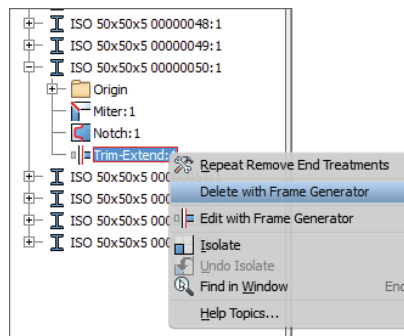 ISO 50x50x5 00000048:1
ISO 50x50x5 00000049:1
ISO 50x50x5 00000050:1
Origin
Miter:1
Notch:1
Trim-Extend:
Repeat Remove End Treatments
ISO 50x50x5 000
Delete with Frame Generator
ISO 50x50x5 000
Edit with Frame Generator
ISO 50x50x5 000
Isolate
ISO 50x50x5 000
Undo Isolate
Find in Window End
Help Topics...